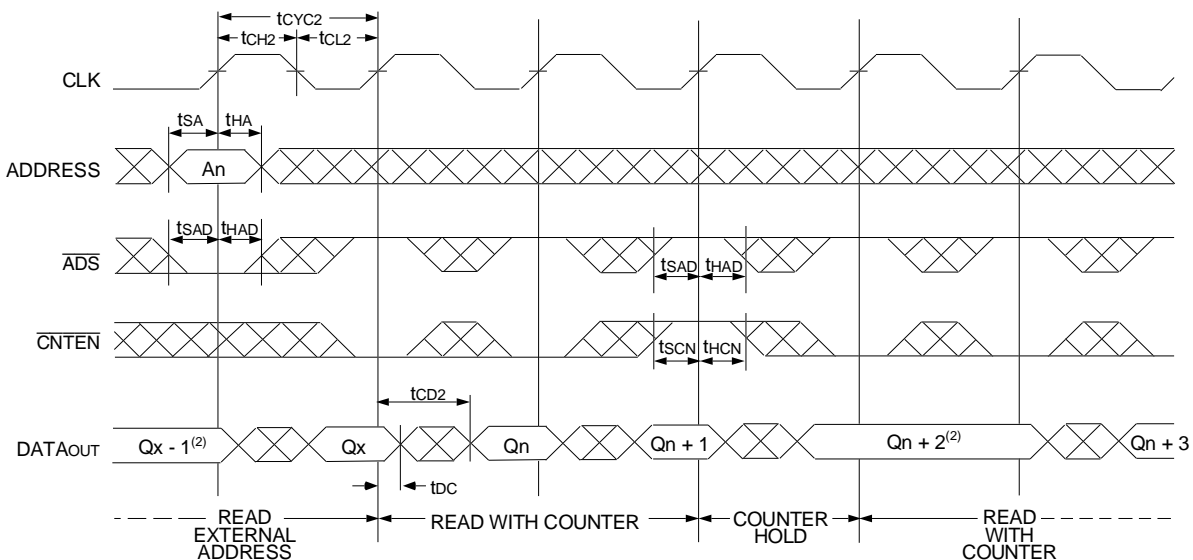 tCYC2
tCH2 tCL2
CLK
tSA tHA
ADDRESS An
tSAD tHAD
ADS tSAD tHAD
CNTEN tSCN tHCN
tCD2
DATAOUT Qx - 1(2) Qx Qn Qn + 1 Qn + 2(2) Qn + 3
tDC
READ EXTERNAL ADDRESS
READ WITH COUNTER
COUNTER HOLD
READ WITH COUNTER